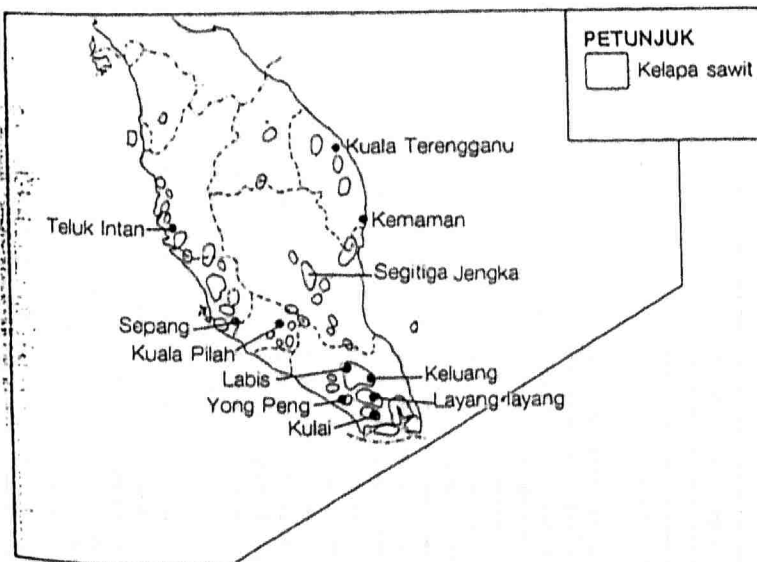 PETUNJUK
Kelapa sawit
Kuala Terengganu
Teluk Intan
Kemaman
Segitiga Jengka
Sepang
Kuala Pilah
Labis
Keluang
Yong Peng
Layang-layang
Kulai